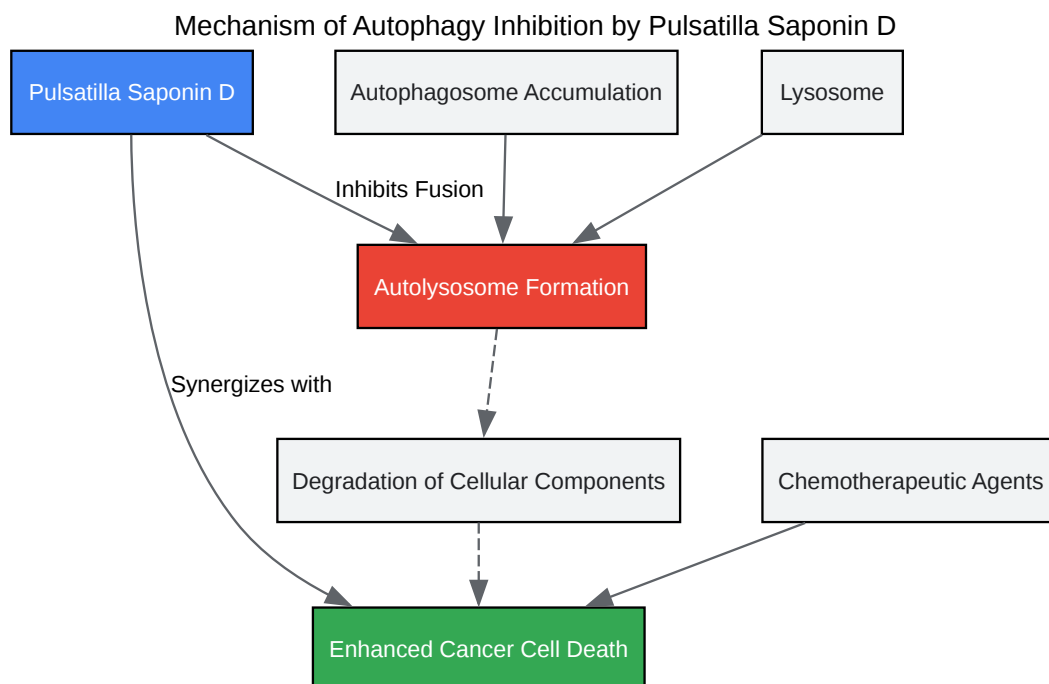 Mechanism of Autophagy Inhibition by Pulsatilla Saponin D
Pulsatilla Saponin D
Autophagosome Accumulation
Lysosome
Inhibits Fusion
Autolysosome Formation
Synergizes with
Degradation of Cellular Components
Chemotherapeutic Agents
Enhanced Cancer Cell Death